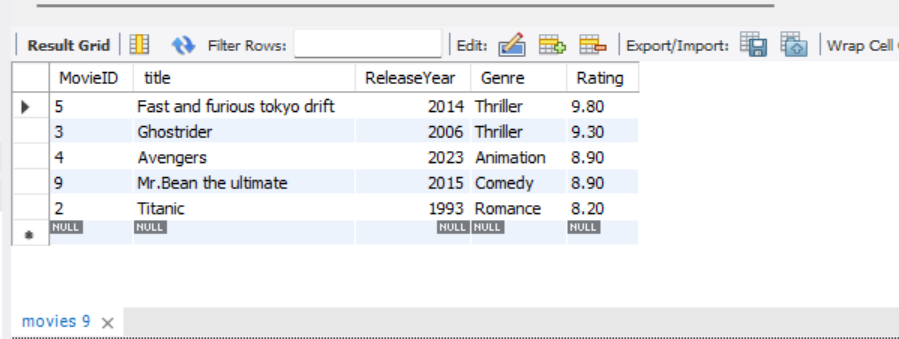 Result Grid Filter Rows: Edit: Export/Import: Wrap Cell
MovieID title ReleaseYear Genre Rating
5 Fast and furious tokyo drift 2014 Thriller 9.80
3 Ghostrider 2006 Thriller 9.30
4 Avengers 2023 Animation 8.90
9 Mr.Bean the ultimate 2015 Comedy 8.90
2 Titanic 1993 Romance 8.20
NULL NULL NULL NULL NULL
movies 9